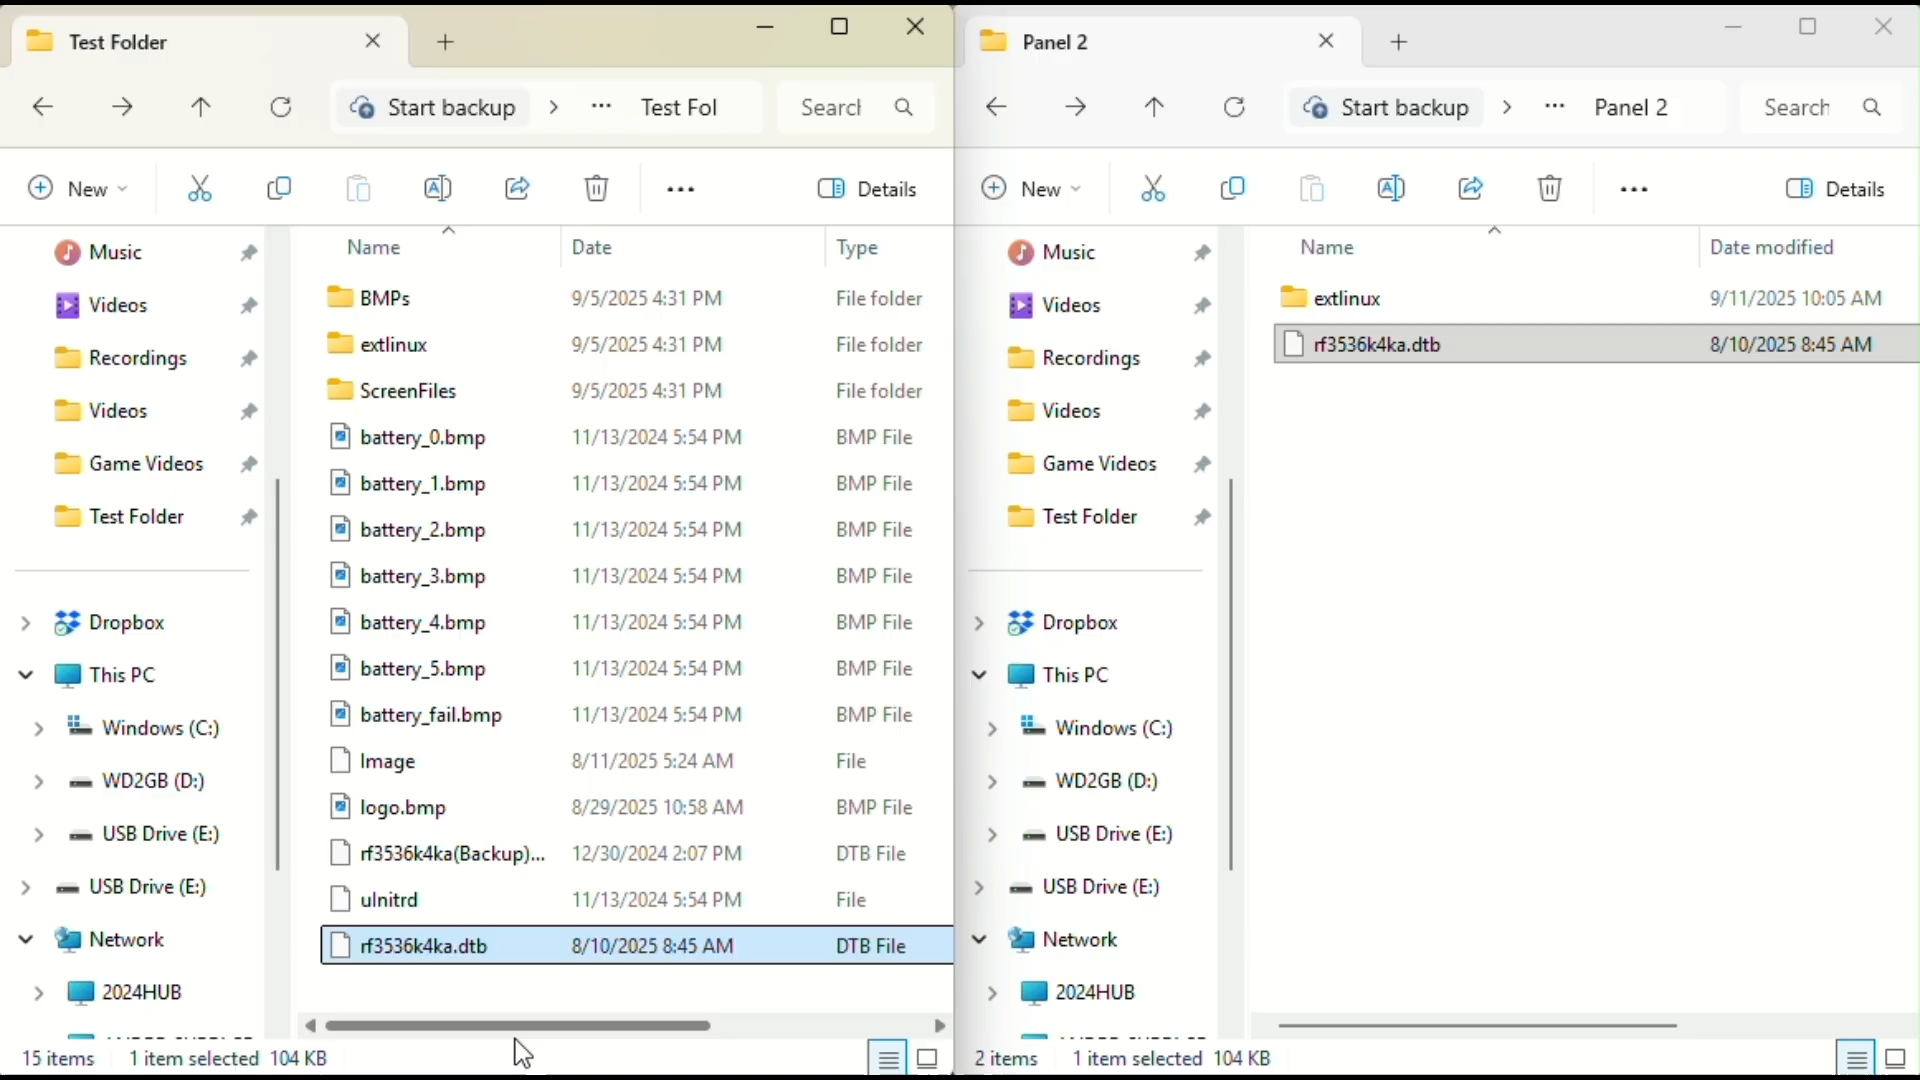 Test Folder
Start backup
Test Fol
Search
New
Details
Music
Videos
Recordings
Videos
Game Videos
Test Folder
Dropbox
This PC
Windows (C:)
WD2GB (D:)
USB Drive (E:)
USB Drive (E:)
Network
2024HUB
Name Date Type
BMPs 9/5/2025 4:31 PM File folder
extlinux 9/5/2025 4:31 PM File folder
ScreenFiles 9/5/2025 4:31 PM File folder
battery_0.bmp 11/13/2024 5:54 PM BMP File
battery_1.bmp 11/13/2024 5:54 PM BMP File
battery_2.bmp 11/13/2024 5:54 PM BMP File
battery_3.bmp 11/13/2024 5:54 PM BMP File
battery_4.bmp 11/13/2024 5:54 PM BMP File
battery_5.bmp 11/13/2024 5:54 PM BMP File
battery_fail.bmp 11/13/2024 5:54 PM BMP File
Image 8/11/2025 5:24 AM File
logo.bmp 8/29/2025 10:58 AM BMP File
rf3536k4ka(Backup)... 12/30/2024 2:07 PM DTB File
uInitrd 11/13/2024 5:54 PM File
rf3536k4ka.dtb 8/10/2025 8:45 AM DTB File
15 items 1 item selected 104 KB
Panel 2
Start backup
Panel 2
Search
New
Details
Music
Videos
Recordings
Videos
Game Videos
Test Folder
Dropbox
This PC
Windows (C:)
WD2GB (D:)
USB Drive (E:)
USB Drive (E:)
Network
2024HUB
Name Date modified
extlinux 9/11/2025 10:05 AM
rf3536k4ka.dtb 8/10/2025 8:45 AM
2 items 1 item selected 104 KB